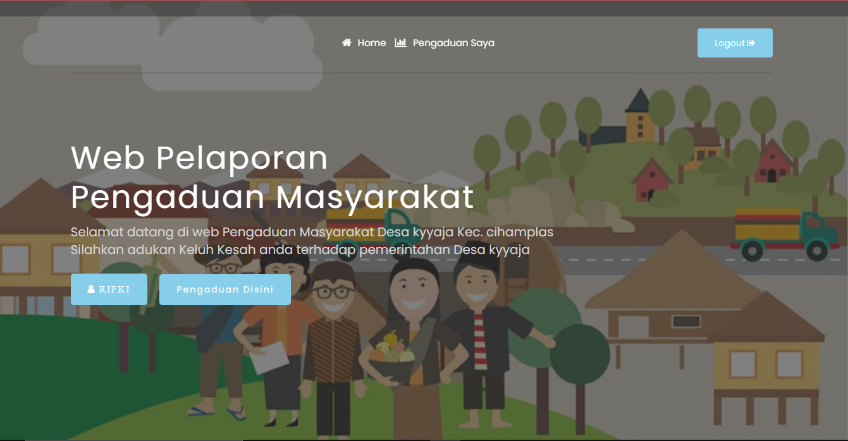 Home Pengaduan Saya Logout
Web Pelaporan
Pengaduan Masyarakat
Selamat datang di web Pengaduan Masyarakat Desa kyyaja Kec. cihamplas
Silahkan adukan Keluh Kesah anda terhadap pemerintahan Desa kyyaja
RIFKI Pengaduan Disini